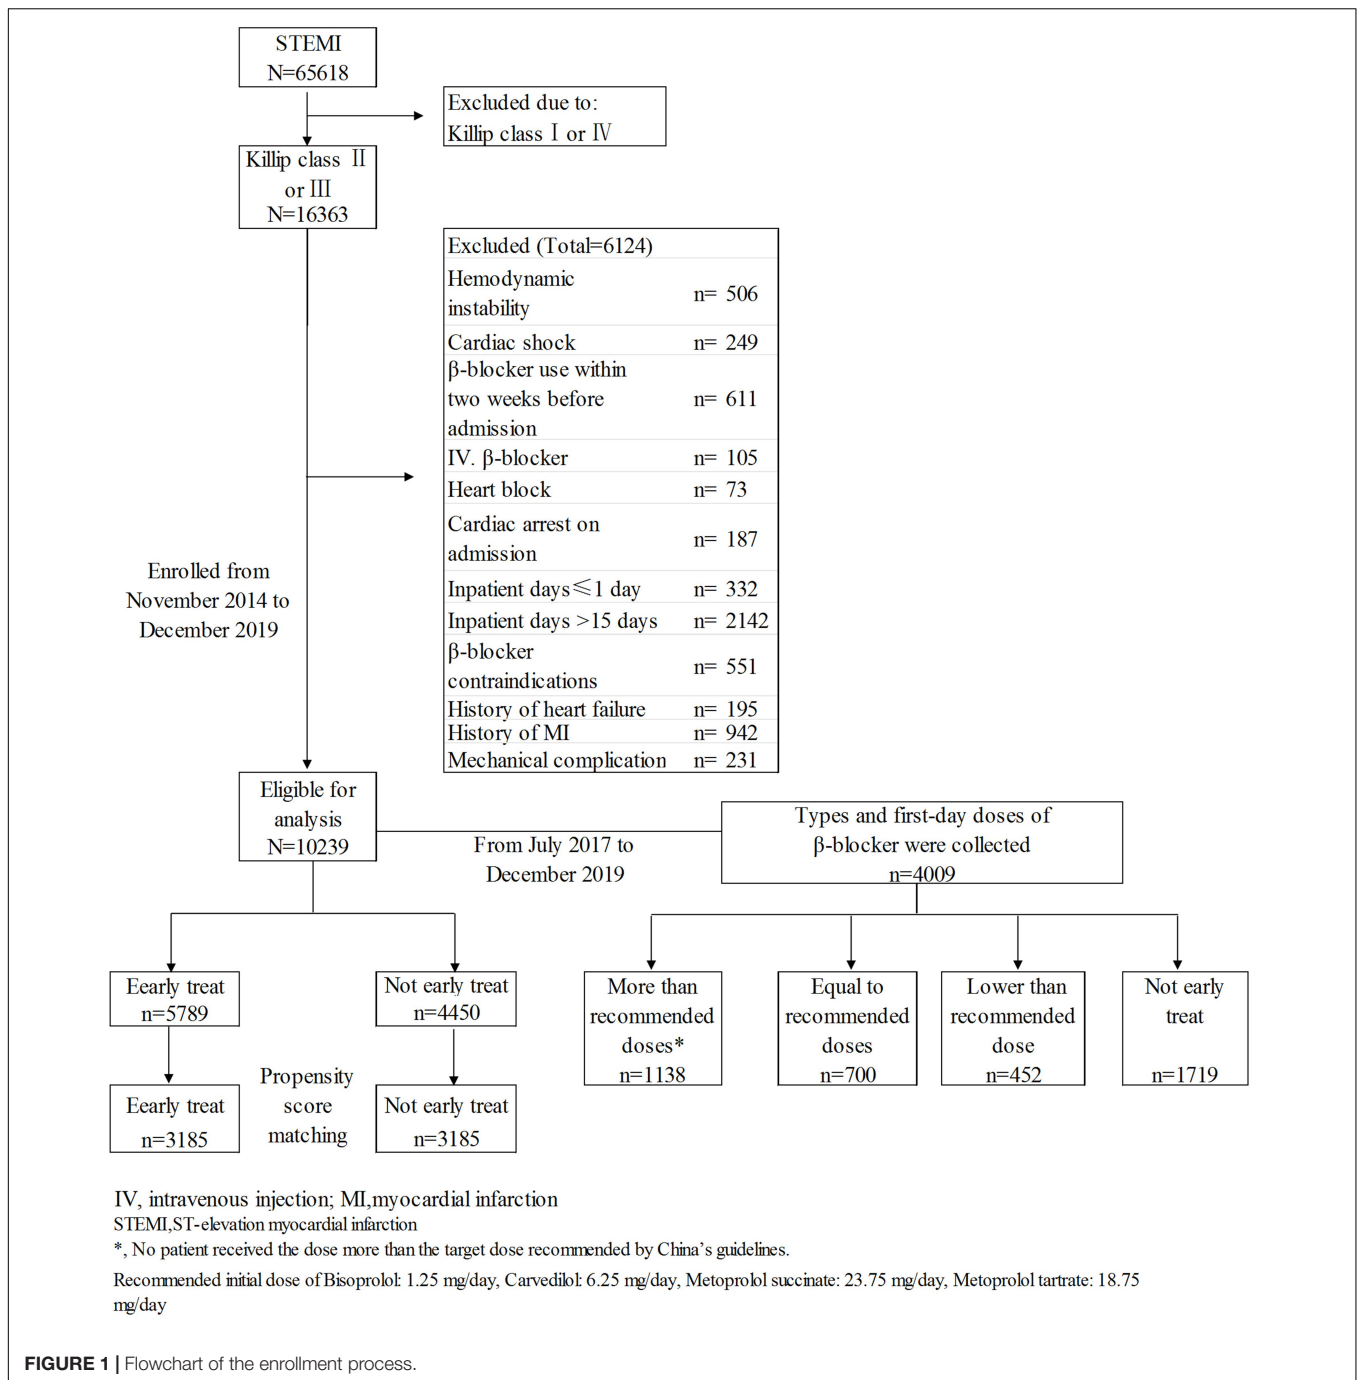 STEMI
N=65618
Excluded due to:
Killip class Ⅰ or Ⅳ
Killip class Ⅱ
or Ⅲ
N=16363
Excluded (Total=6124)
Hemodynamic
instability
n= 506
Cardiac shock n= 249
β-blocker use within
two weeks before
admission
n= 611
IV. β-blocker n= 105
Heart block n= 73
Cardiac arrest on
admission
n= 187
Inpatient days≤1 day n= 332
Inpatient days >15 days n= 2142
β-blocker
contraindications
n= 551
History of heart failure n= 195
History of MI n= 942
Mechanical complication n= 231
Enrolled from
November 2014 to
December 2019
Eligible for
analysis
N=10239
From July 2017 to
December 2019
Types and first-day doses of
β-blocker were collected
n=4009
Eearly treat
n=5789
Not early treat
n=4450
More than
recommended
doses*
n=1138
Equal to
recommended
doses
n=700
Lower than
recommended
dose
n=452
Not early
treat
n=1719
Propensity
score
matching
Eearly treat
n=3185
Not early treat
n=3185
IV, intravenous injection; MI,myocardial infarction
STEMI,ST-elevation myocardial infarction
*, No patient received the dose more than the target dose recommended by China's guidelines.
Recommended initial dose of Bisoprolol: 1.25 mg/day, Carvedilol: 6.25 mg/day, Metoprolol succinate: 23.75 mg/day, Metoprolol tartrate: 18.75
mg/day
FIGURE 1 | Flowchart of the enrollment process.